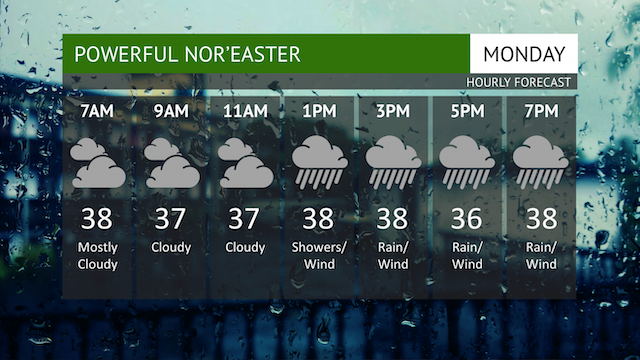 POWERFUL NOR'EASTER
MONDAY
HOURLY FORECAST
7AM 9AM 11AM 1PM 3PM 5PM 7PM
38 37 37 38 38 36 38
Mostly Cloudy Cloudy Showers/ Rain/ Rain/ Rain/
Cloudy Wind Wind Wind Wind